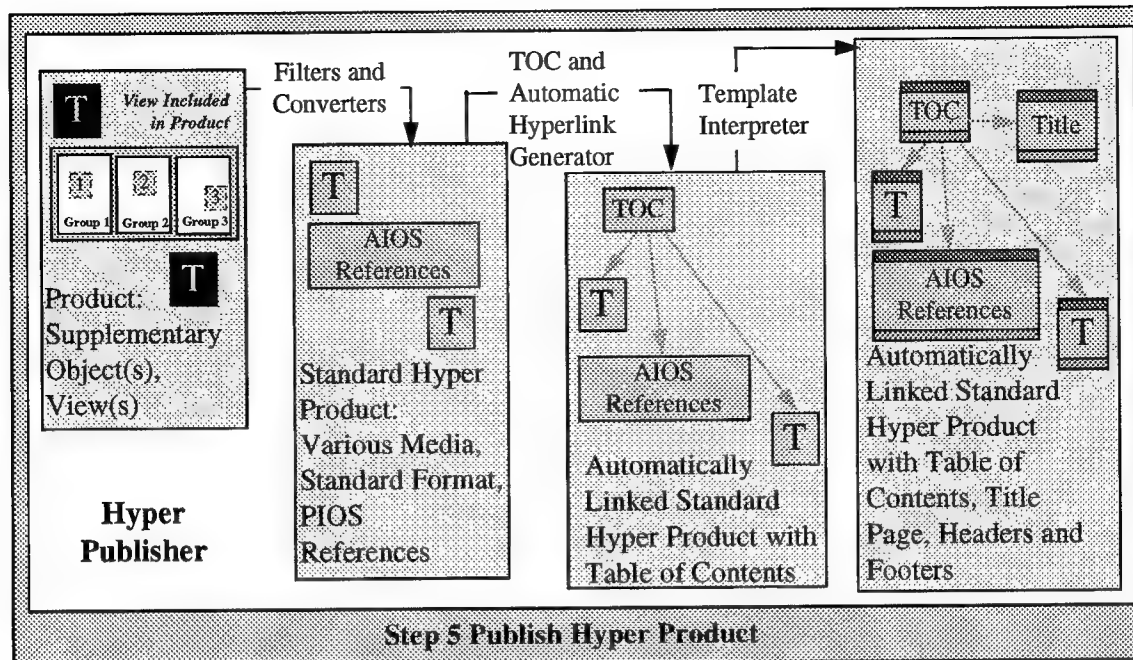 Filters and
Converters
TOC and
Automatic
Hyperlink
Generator
Template
Interpreter
T
View Included
in Product
1
2
3
Group 1
Group 2
Group 3
T
Product:
Supplementary
Object(s),
View(s)
Hyper
Publisher
T
AIOS
References
T
Standard Hyper
Product:
Various Media,
Standard Format,
PIOS
References
TOC
T
AIOS
References
T
Automatically
Linked Standard
Hyper Product with
Table of Contents
TOC
Title
T
AIOS
References
T
Automatically
Linked Standard
Hyper Product
with Table of
Contents, Title
Page, Headers and
Footers
Step 5 Publish Hyper Product